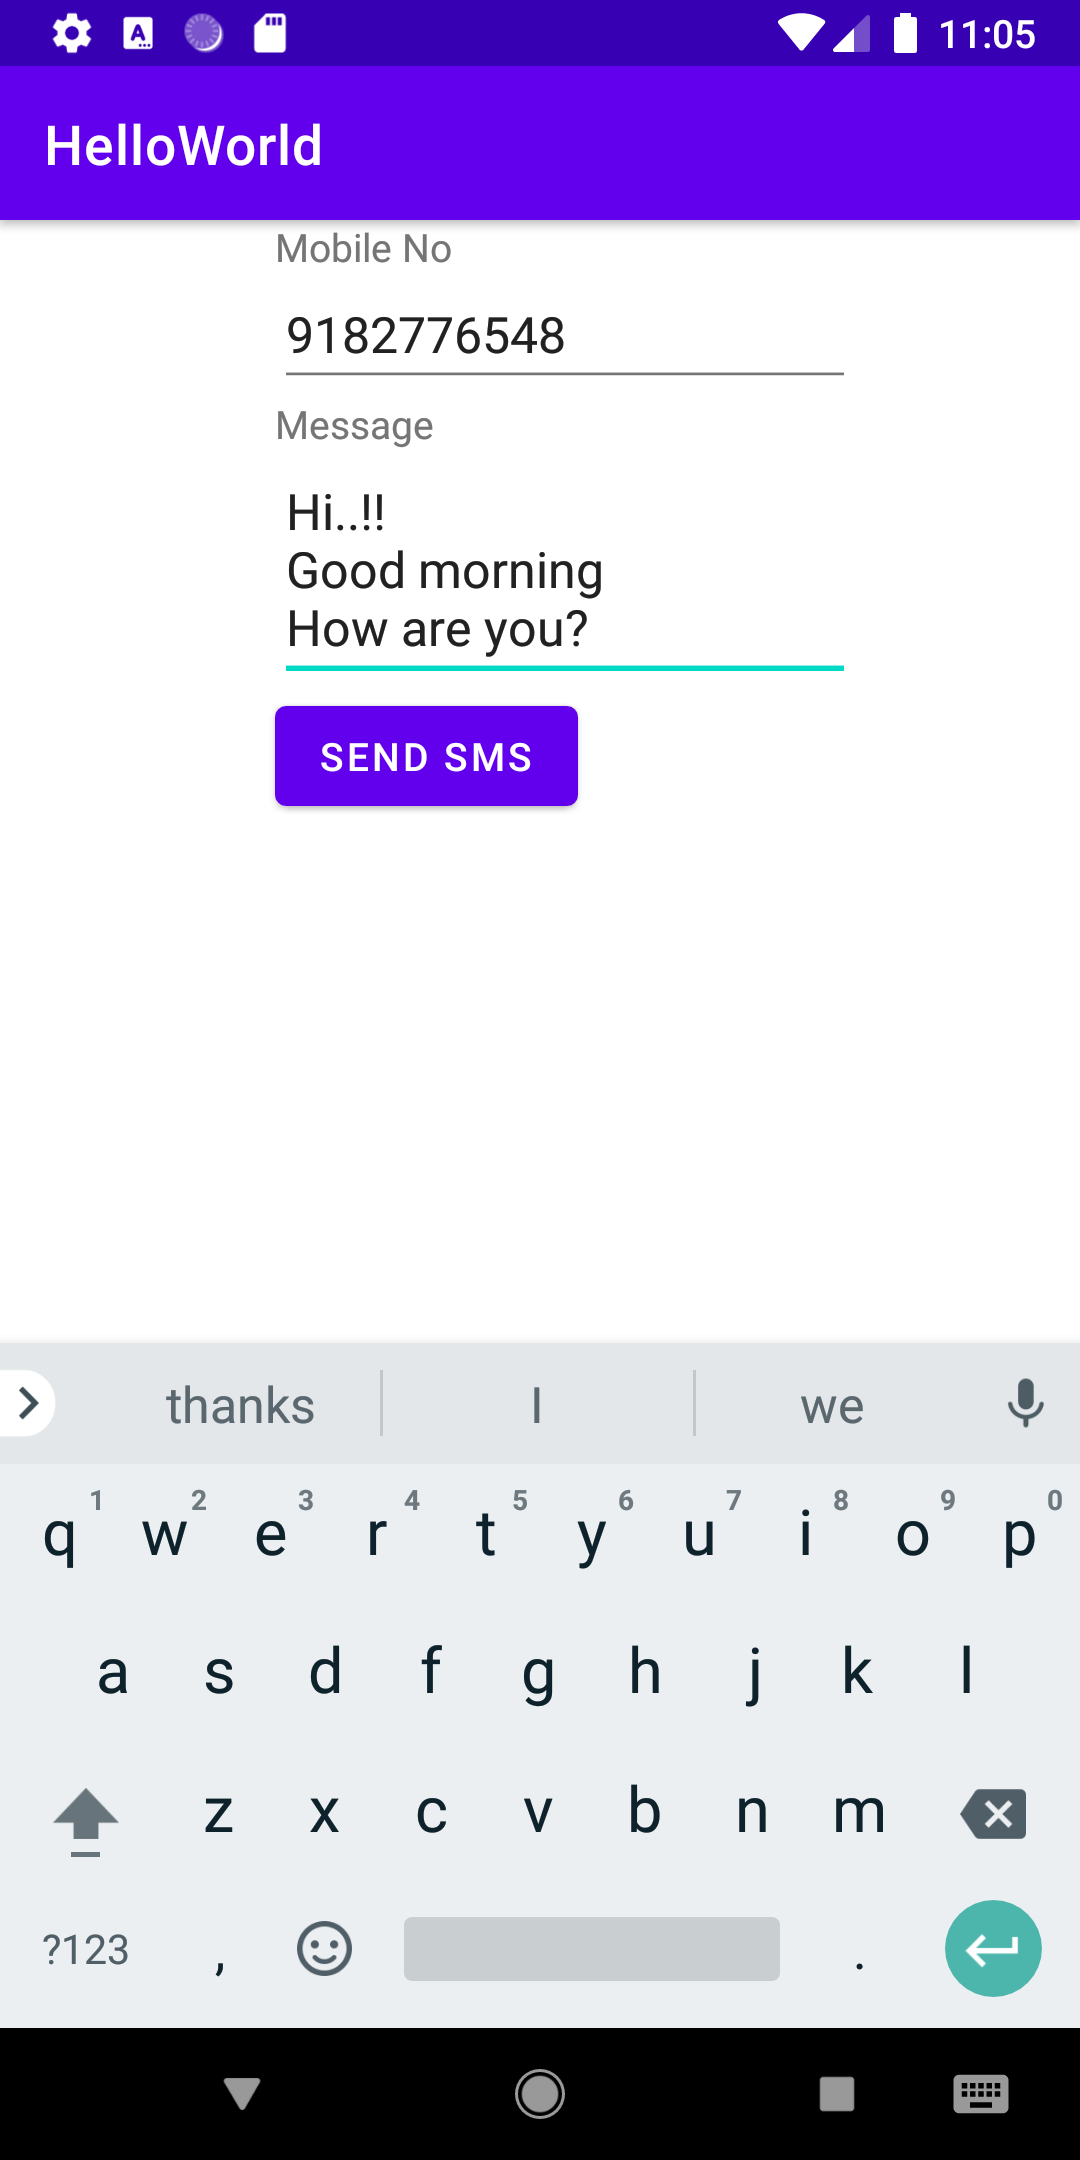 11:05
HelloWorld
Mobile No
9182776548
Message
Hi..!!
Good morning
How are you?
SEND SMS
thanks I we
1 2 3 4 5 6 7 8 9 0
q w e r t y u i o p
a s d f g h j k l
z x c v b n m
?123 , .